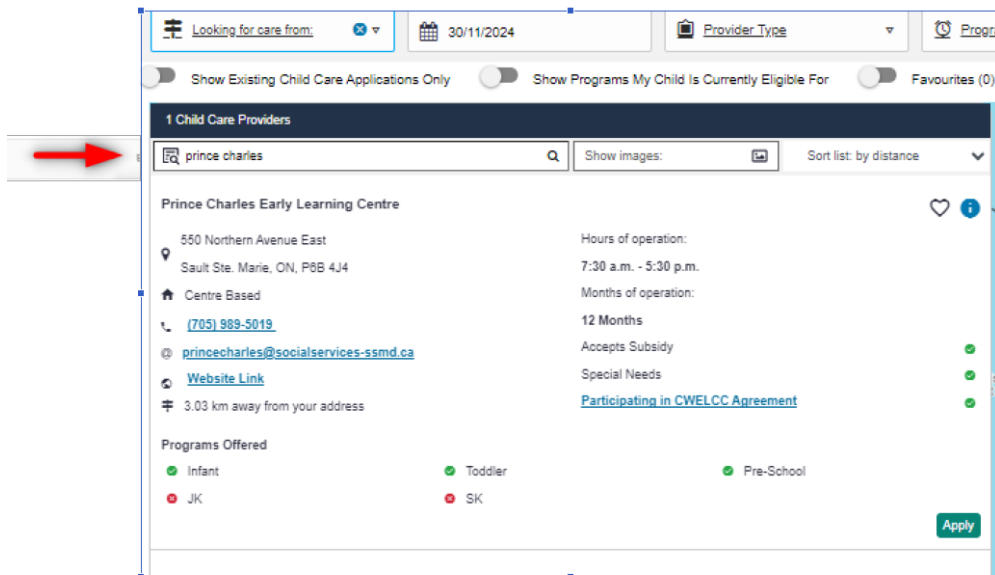 Looking for care from:
30/11/2024
Provider Type
Progr
Show Existing Child Care Applications Only
Show Programs My Child Is Currently Eligible For
Favourites (0)
1 Child Care Providers
prince charles
Show images:
Sort list: by distance
Prince Charles Early Learning Centre
550 Northern Avenue East
Sault Ste. Marie, ON, P6B 4J4
Centre Based
(705) 989-5019
princecharles@socialservices-ssmd.ca
Website Link
3.03 km away from your address
Hours of operation:
7:30 a.m. - 5:30 p.m.
Months of operation:
12 Months
Accepts Subsidy
Special Needs
Participating in CWELCC Agreement
Programs Offered
Infant
Toddler
Pre-School
JK
SK
Apply